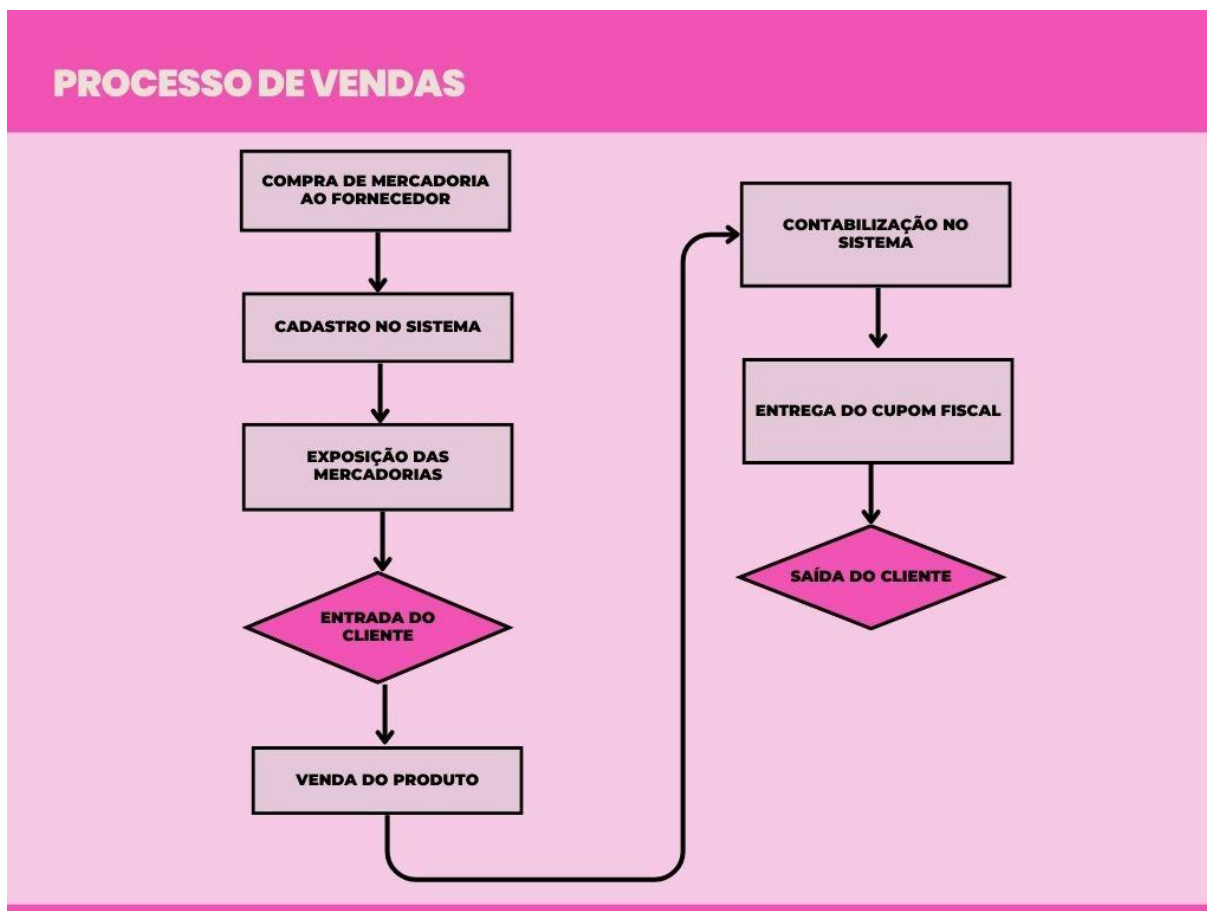 PROCESSO DE VENDAS
COMPRA DE MERCADORIA
AO FORNECEDOR
CADASTRO NO SISTEMA
EXPOSIÇÃO DAS
MERCADORIAS
ENTRADA DO
CLIENTE
VENDA DO PRODUTO
CONTABILIZAÇÃO NO
SISTEMA
ENTREGA DO CUPOM FISCAL
SAÍDA DO CLIENTE